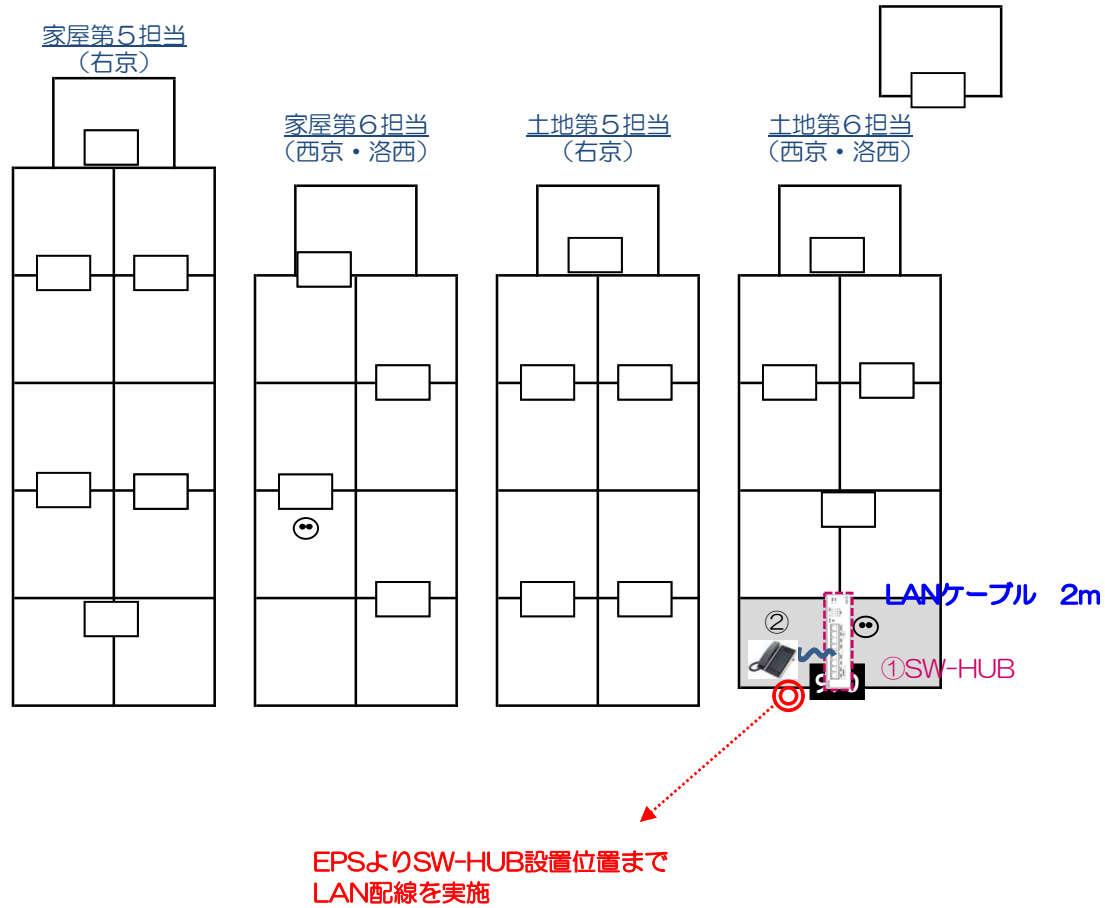 家屋第5担当
（右京）
家屋第6担当
（西京・洛西）
土地第5担当
（右京）
土地第6担当
（西京・洛西）
LANケーブル　2m
②
①SW-HUB
EPSよりSW-HUB設置位置まで
LAN配線を実施